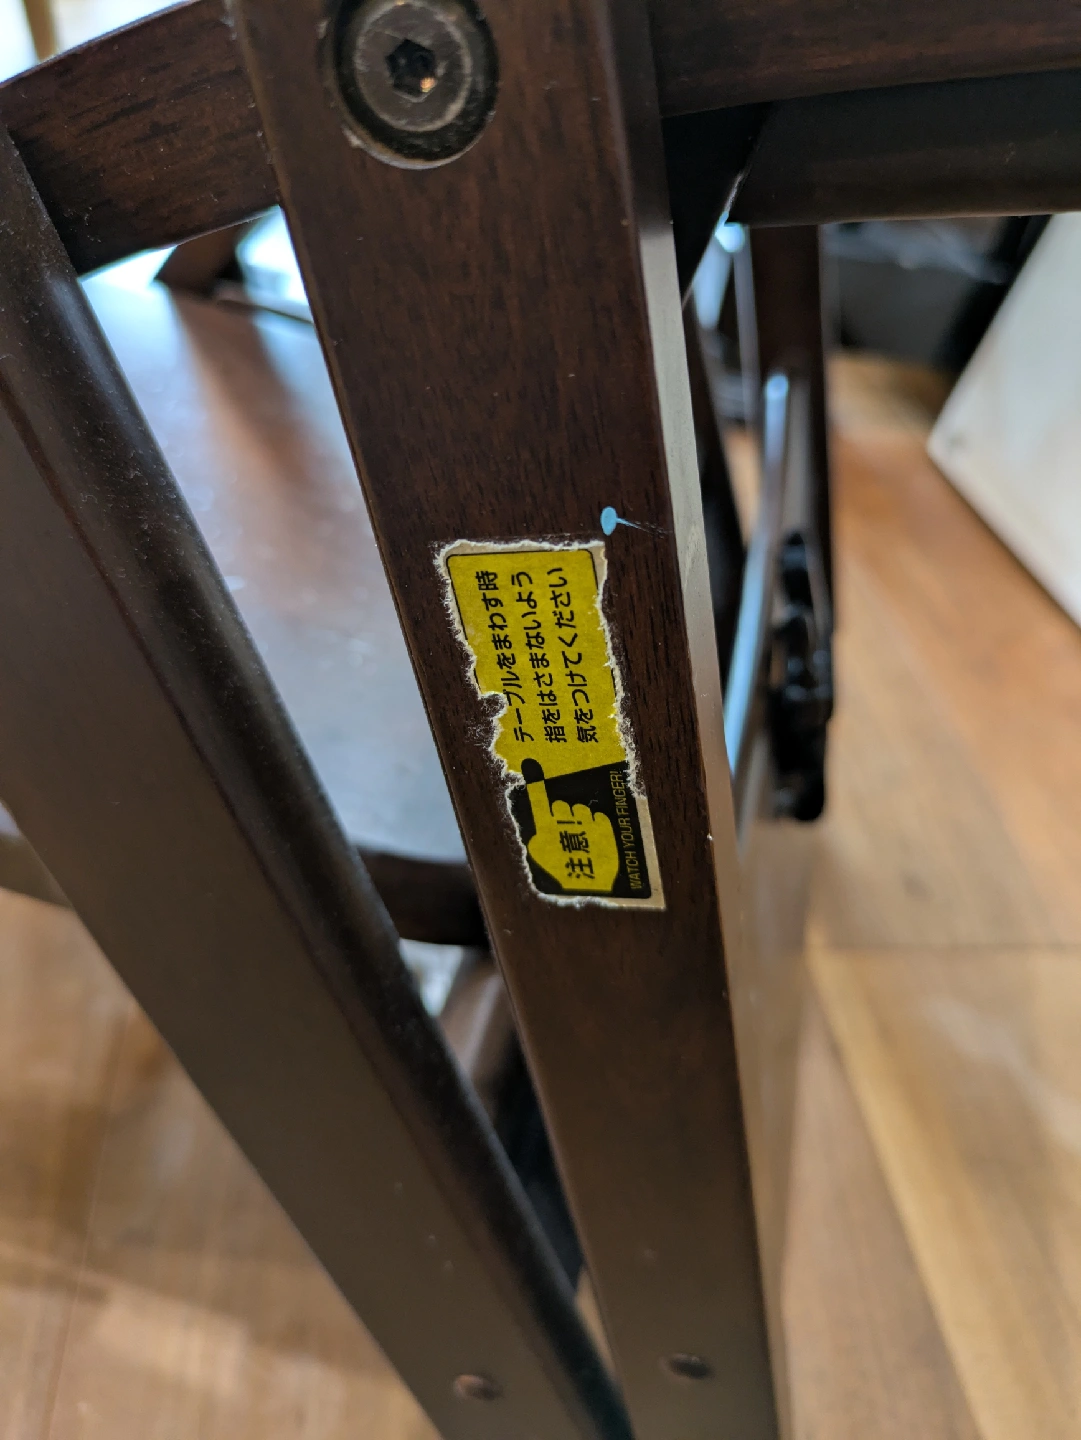 注意!
WATCH YOUR FINGER!
テーブルをまわす時
指をはさまないよう
気をつけてください